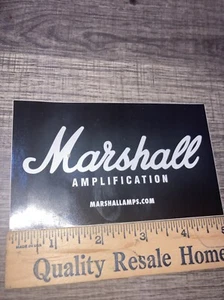 Marshall
AMPLIFICATION
MARSHALLAMPS.COM
1 2 3 4
Quality Resale Home